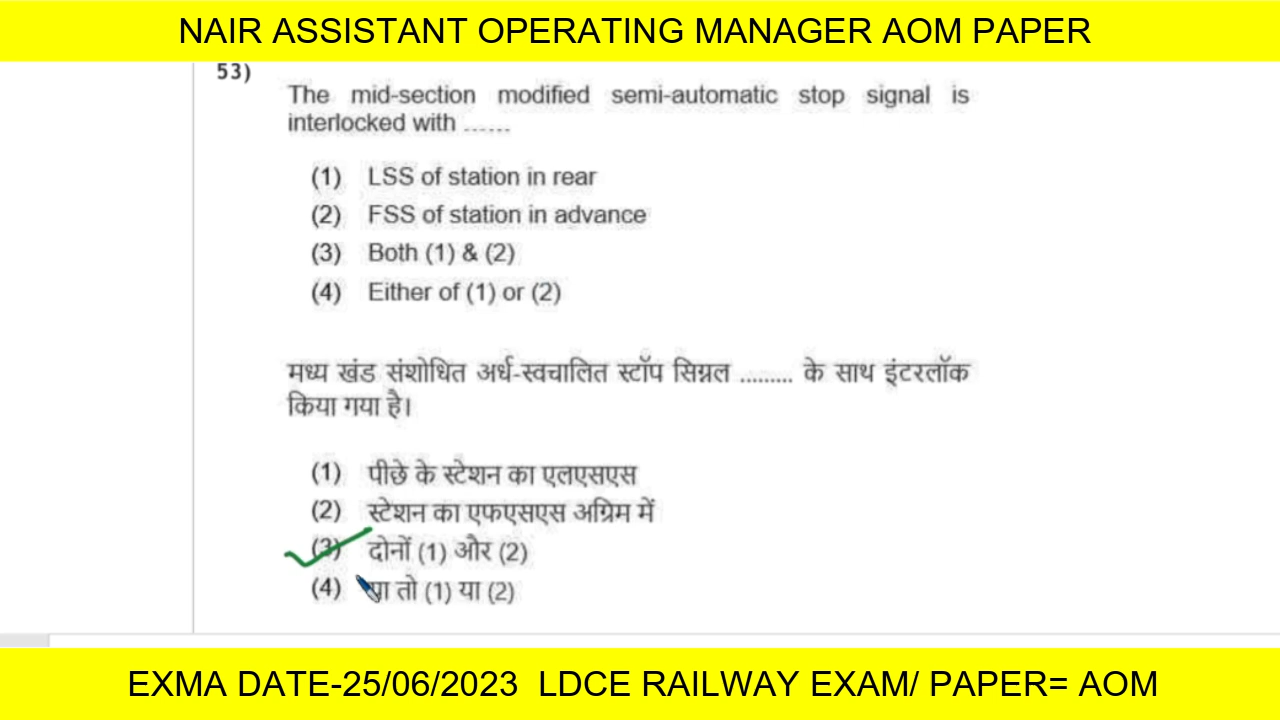 NAIR ASSISTANT OPERATING MANAGER AOM PAPER
53)
The mid-section modified semi-automatic stop signal is
interlocked with ......
(1) LSS of station in rear
(2) FSS of station in advance
(3) Both (1) & (2)
(4) Either of (1) or (2)
मध्य खंड संशोधित अर्ध-स्वचालित स्टॉप सिग्नल ......... के साथ इंटरलॉक
किया गया है।
(1) पीछे के स्टेशन का एलएसएस
(2) स्टेशन का एफएसएस अग्रिम में
(3) दोनों (1) और (2)
(4) या तो (1) या (2)
EXMA DATE-25/06/2023 LDCE RAILWAY EXAM/ PAPER= AOM